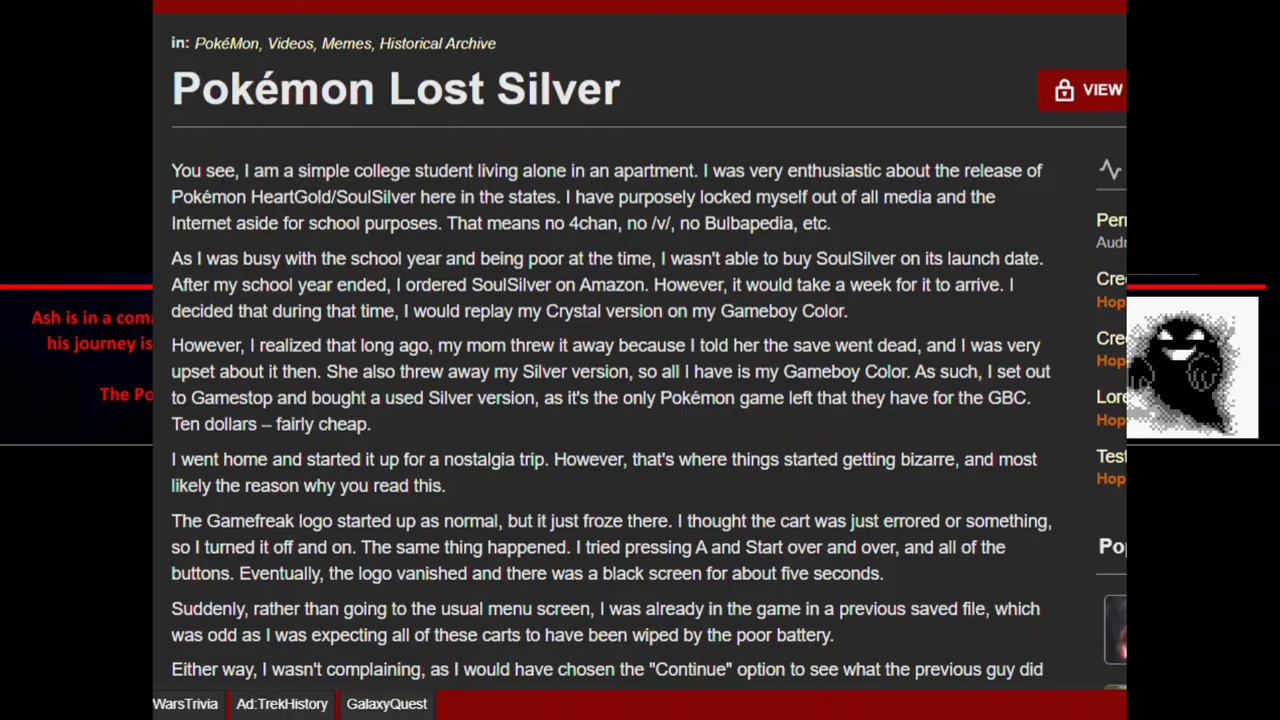 in: PokéMon, Videos, Memes, Historical Archive
Pokémon Lost Silver
VIEW
You see, I am a simple college student living alone in an apartment. I was very enthusiastic about the release of
Pokémon HeartGold/SoulSilver here in the states. I have purposely locked myself out of all media and the
Internet aside for school purposes. That means no 4chan, no /v/, no Bulbapedia, etc.
As I was busy with the school year and being poor at the time, I wasn't able to buy SoulSilver on its launch date.
After my school year ended, I ordered SoulSilver on Amazon. However, it would take a week for it to arrive. I
decided that during that time, I would replay my Crystal version on my Gameboy Color.
However, I realized that long ago, my mom threw it away because I told her the save went dead, and I was very
upset about it then. She also threw away my Silver version, so all I have is my Gameboy Color. As such, I set out
to Gamestop and bought a used Silver version, as it's the only Pokémon game left that they have for the GBC.
Ten dollars – fairly cheap.
I went home and started it up for a nostalgia trip. However, that's where things started getting bizarre, and most
likely the reason why you read this.
The Gamefreak logo started up as normal, but it just froze there. I thought the cart was just errored or something,
so I turned it off and on. The same thing happened. I tried pressing A and Start over and over, and all of the
buttons. Eventually, the logo vanished and there was a black screen for about five seconds.
Suddenly, rather than going to the usual menu screen, I was already in the game in a previous saved file, which
was odd as I was expecting all of these carts to have been wiped by the poor battery.
Either way, I wasn't complaining, as I would have chosen the "Continue" option to see what the previous guy did
Ash is in a coma
his journey is
The Po
Per
Aud
Cre
Hop
Cre
Hop
Lore
Hop
Test
Hop
Pop
WarsTrivia
Ad:TrekHistory
GalaxyQuest